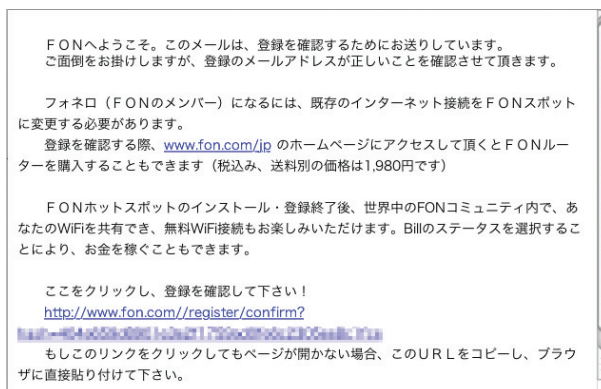 FONへようこそ。このメールは、登録を確認するためにお送りしています。
ご面倒をお掛けしますが、登録のメールアドレスが正しいことを確認させて頂きます。
フォネロ（FONのメンバー）になるには、既存のインターネット接続をFONスポット
に変更する必要があります。
登録を確認する際、www.fon.com/jp のホームページにアクセスして頂くとFONルー
ターを購入することもできます（税込み、送料別の価格は1,980円です）
FONホットスポットのインストール・登録終了後、世界中のFONコミュニティ内で、あ
なたのWiFiを共有でき、無料WiFi接続もお楽しみいただけます。Billのステータスを選択するこ
とにより、お金を稼ぐこともできます。
ここをクリックし、登録を確認して下さい！
http://www.fon.com//register/confirm?
もしこのリンクをクリックしてもページが開かない場合、このURLをコピーし、ブラウ
ザに直接貼り付けて下さい。